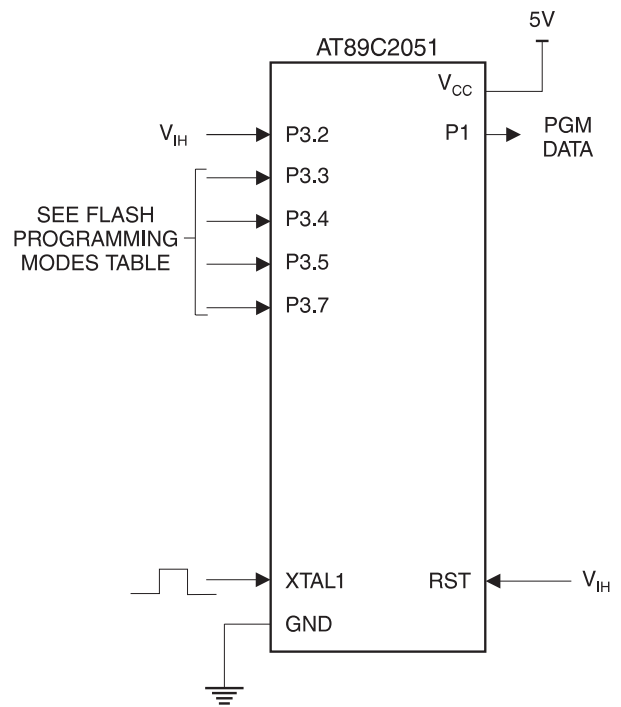 5V
AT89C2051
VCC
VIH
P3.2
P1
PGM
DATA
P3.3
SEE FLASH
PROGRAMMING
MODES TABLE
P3.4
P3.5
P3.7
XTAL1
RST
VIH
GND